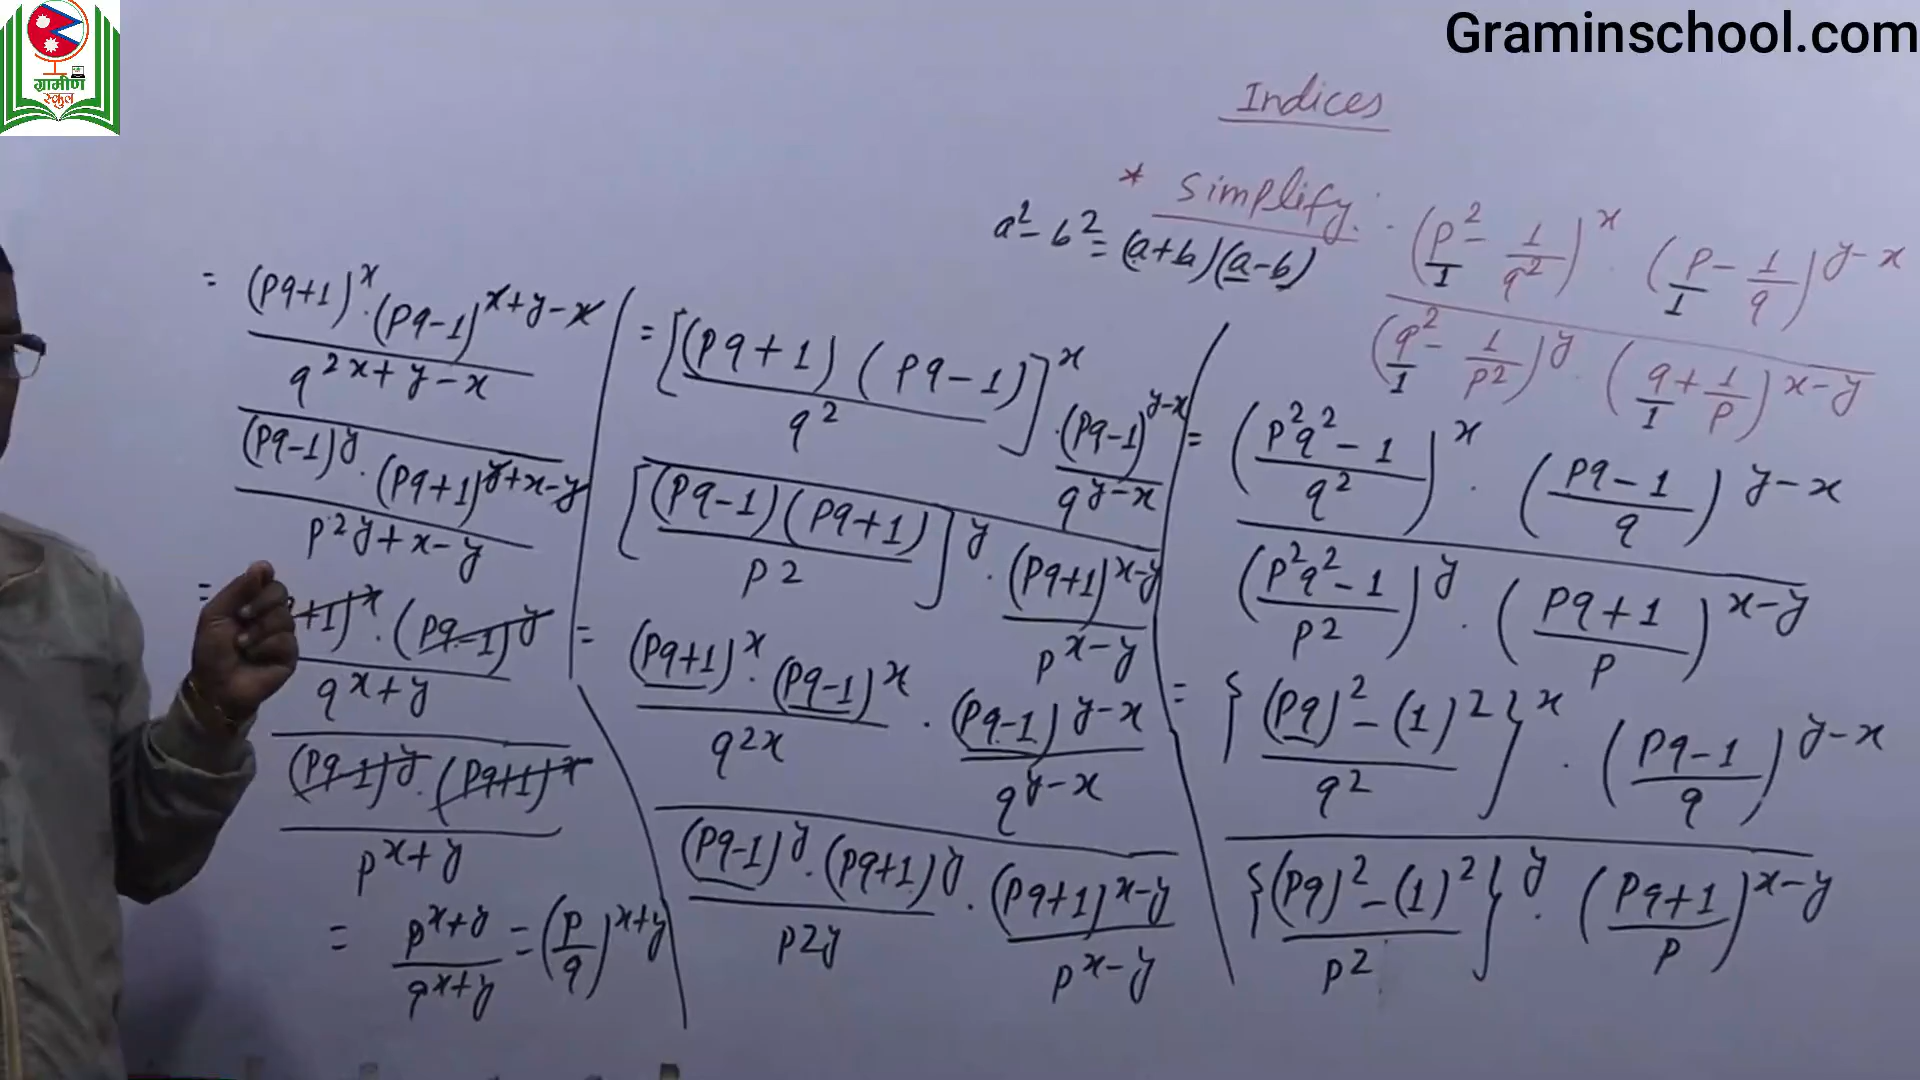 ग्रामीण
स्कुल
Graminschool.com
Indices
* Simplify :- (p²/1 - 1/q²)^x . (p/1 - 1/q)^y-x
(q²/1 - 1/p²)^y . (q/1 + 1/p)^x-y
a² - b² = (a+b)(a-b)
= (p²q² - 1 / q²)^x . (pq - 1 / q)^y-x
(p²q² - 1 / p2)^y . (pq + 1 / p)^x-y
= {(pq)² - (1)² / q²}^x . (pq - 1 / q)^y-x
{(pq)² - (1)² / p²}^y . (pq + 1 / p)^x-y
= [(pq + 1) (pq - 1) / q²]^x . (pq-1)^y-x / q^y-x
[(pq-1) (pq+1) / p2]^y . (pq+1)^x-y / p^x-y
= (pq+1)^x . (pq-1)^x / q^2x . (pq-1)^y-x / q^y-x
(pq-1)^y . (pq+1)^y / p2y . (pq+1)^x-y / p^x-y
= (pq+1)^x . (pq-1)^x+y-x
q^2x+y-x
(pq-1)^y . (pq+1)^y+x-y
p^2y+x-y
= +1)^x . (pq-1)^y
q^x+y
(pq-1)^y . (pq+1)^x
p^x+y
= p^x+y / q^x+y = (p/q)^x+y